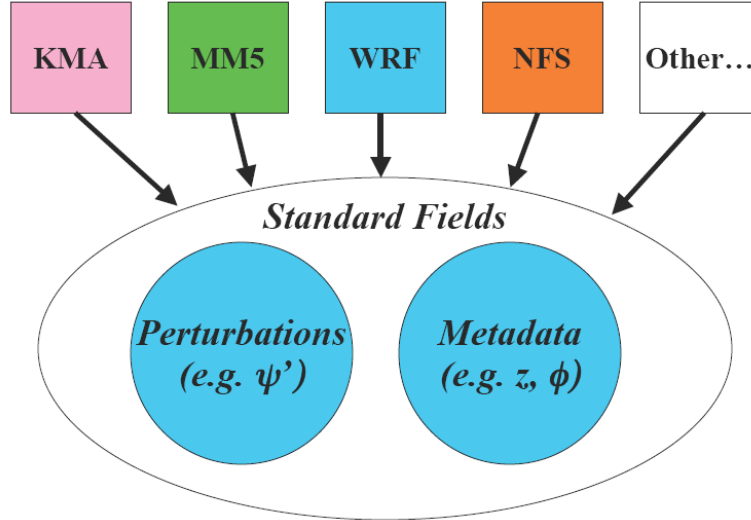 KMA
MM5
WRF
NFS
Other…
Standard Fields
Perturbations
(e.g. ψ’ )
Metadata
(e.g. z, ϕ)